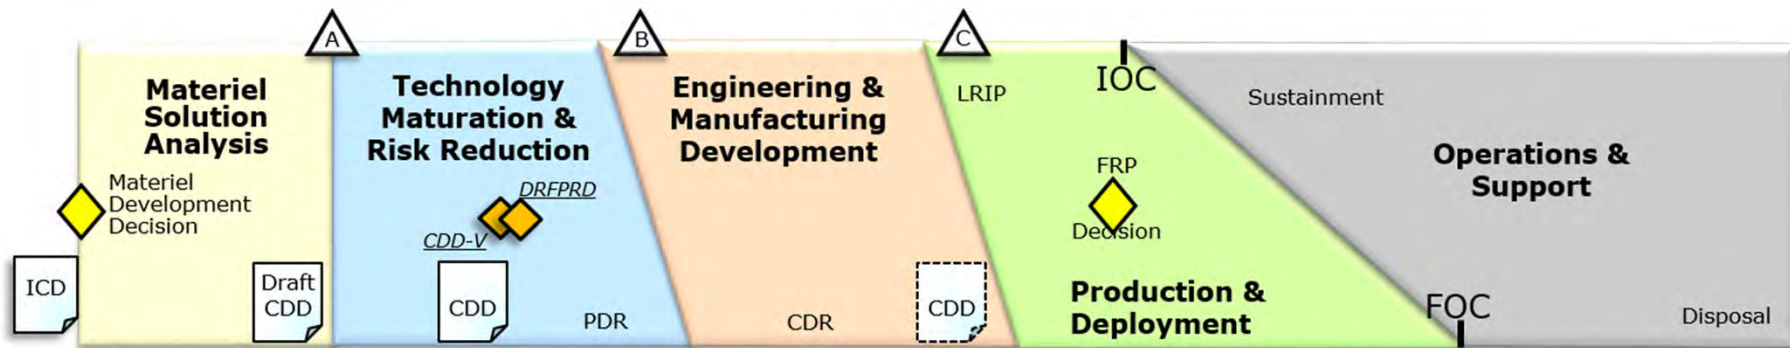 A
B
C
Materiel
Solution
Analysis
Materiel
Development
Decision
ICD
Draft
CDD
Technology
Maturation &
Risk Reduction
DRFPRD
CDD-V
CDD
PDR
Engineering &
Manufacturing
Development
CDR
CDD
LRIP
IOC
FRP
Decision
Production &
Deployment
Sustainment
Operations &
Support
FOC
Disposal